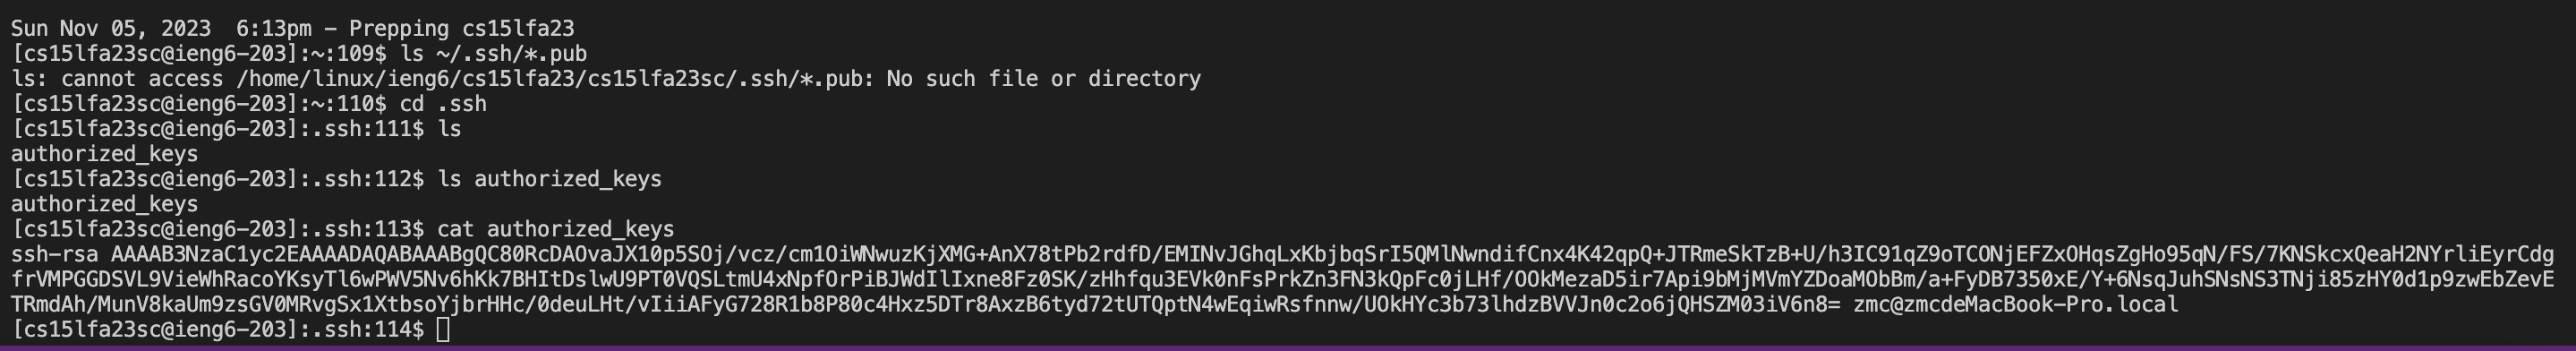 Sun Nov 05, 2023  6:13pm - Prepping cs15lfa23
[cs15lfa23sc@ieng6-203]:~:109$ ls ~/.ssh/*.pub
ls: cannot access /home/linux/ieng6/cs15lfa23/cs15lfa23sc/.ssh/*.pub: No such file or directory
[cs15lfa23sc@ieng6-203]:~:110$ cd .ssh
[cs15lfa23sc@ieng6-203]:.ssh:111$ ls
authorized_keys
[cs15lfa23sc@ieng6-203]:.ssh:112$ ls authorized_keys
authorized_keys
[cs15lfa23sc@ieng6-203]:.ssh:113$ cat authorized_keys
ssh-rsa AAAAB3NzaC1yc2EAAAADAQABAAABgQC80RcDAOvaJX10p5SOj/vcz/cm1OiWNwuzKjXMG+AnX78tPb2rdfD/EMINvJGhqLxKbjbqSrI5QMlNwndifCnx4K42qpQ+JTRmeSkTzB+U/h3IC91qZ9oTCONjEFZxOHqsZgHo95qN/FS/7KNSkcxQeaH2NYrliEyrCdg
frVMPGGDSVL9VieWhRacoYKsyTl6wPWV5Nv6hKk7BHItDslwU9PT0VQSLtmU4xNpfOrPiBJWdIlIxne8Fz0SK/zHhfqu3EVk0nFsPrkZn3FN3kQpFc0jLHf/OOkMezaD5ir7Api9bMjMVmYZDoaMObBm/a+FyDB7350xE/Y+6NsqJuhSNsNS3TNji85zHY0d1p9zwEbZevE
TRmdAh/MunV8kaUm9zsGV0MRvgSx1XtbsoYjbrHHc/0deuLHt/vIiiAFyG728R1b8P80c4Hxz5DTr8AxzB6tyd72tUTQptN4wEqiwRsfnnw/UOkHYc3b73lhdzBVVJn0c2o6jQHSZM03iV6n8= zmc@zmcdeMacBook-Pro.local
[cs15lfa23sc@ieng6-203]:.ssh:114$